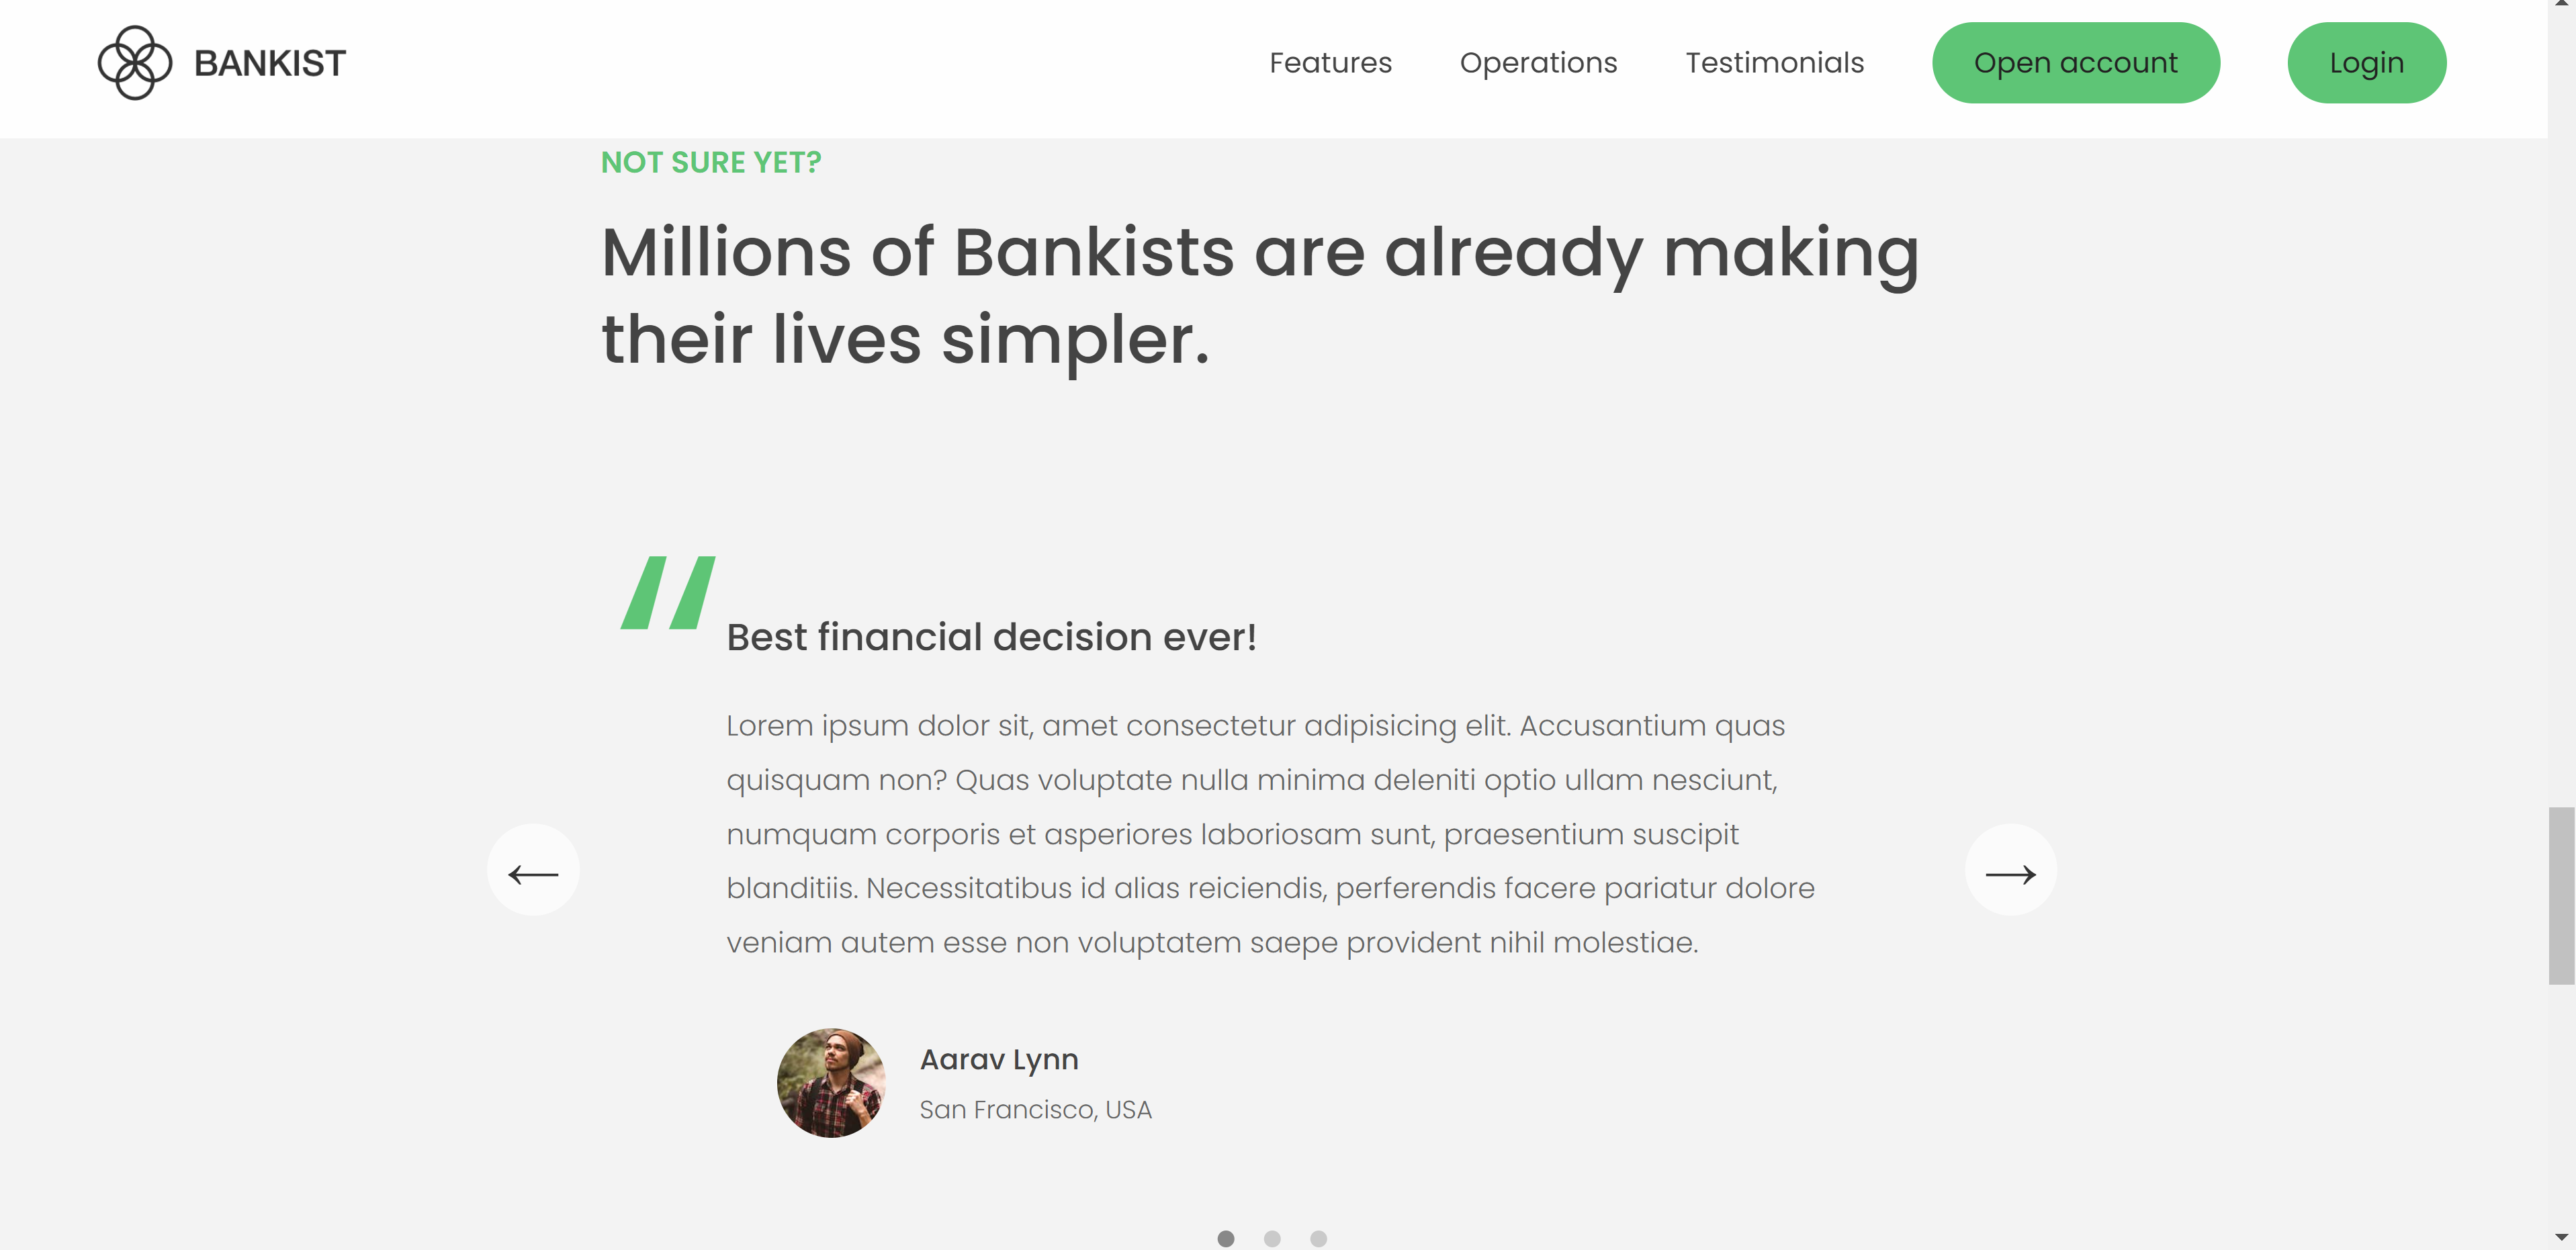 BANKIST
Features
Operations
Testimonials
Open account
Login
NOT SURE YET?
Millions of Bankists are already making
their lives simpler.
“
Best financial decision ever!
Lorem ipsum dolor sit, amet consectetur adipisicing elit. Accusantium quas
quisquam non? Quas voluptate nulla minima deleniti optio ullam nesciunt,
numquam corporis et asperiores laboriosam sunt, praesentium suscipit
blanditiis. Necessitatibus id alias reiciendis, perferendis facere pariatur dolore
veniam autem esse non voluptatem saepe provident nihil molestiae.
←
→
Aarav Lynn
San Francisco, USA